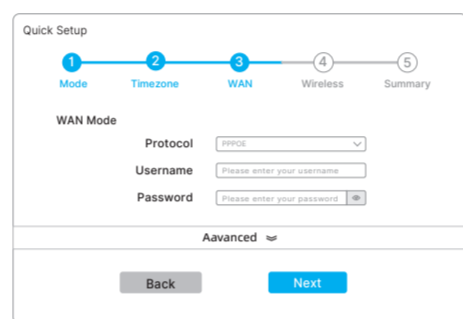 Quick Setup
1 2 3 4 5
Mode Timezone WAN Wireless Summary
WAN Mode
Protocol PPPOE
Username Please enter your username
Password Please enter your password
Aavanced
Back Next